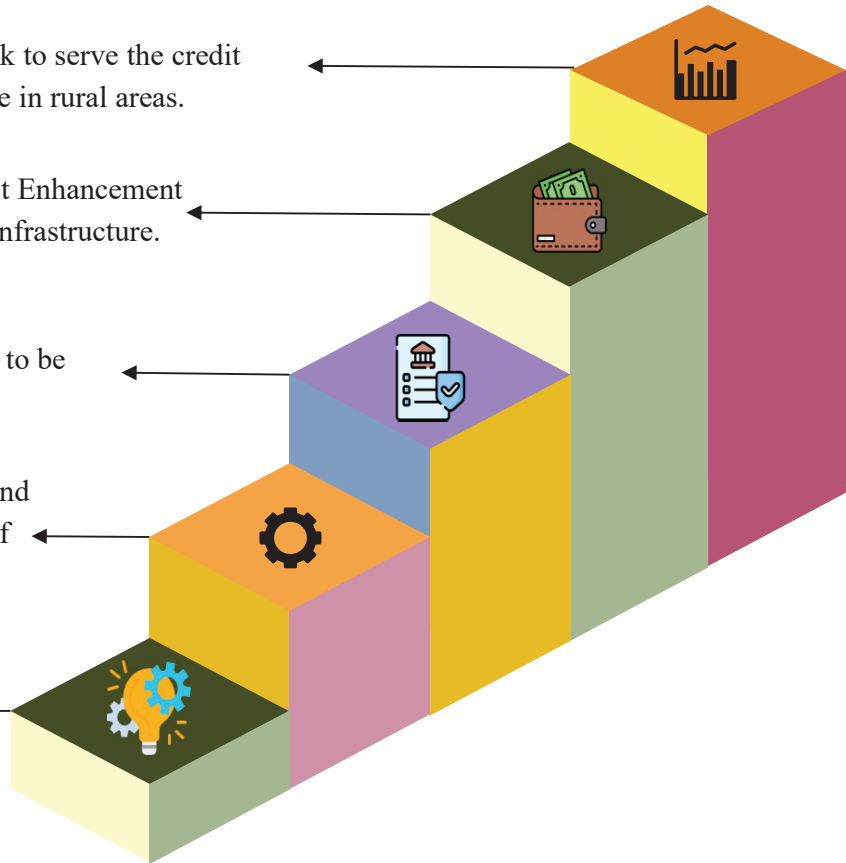 k to serve the credit
e in rural areas.
t Enhancement
nfrastructure.
to be
nd
f